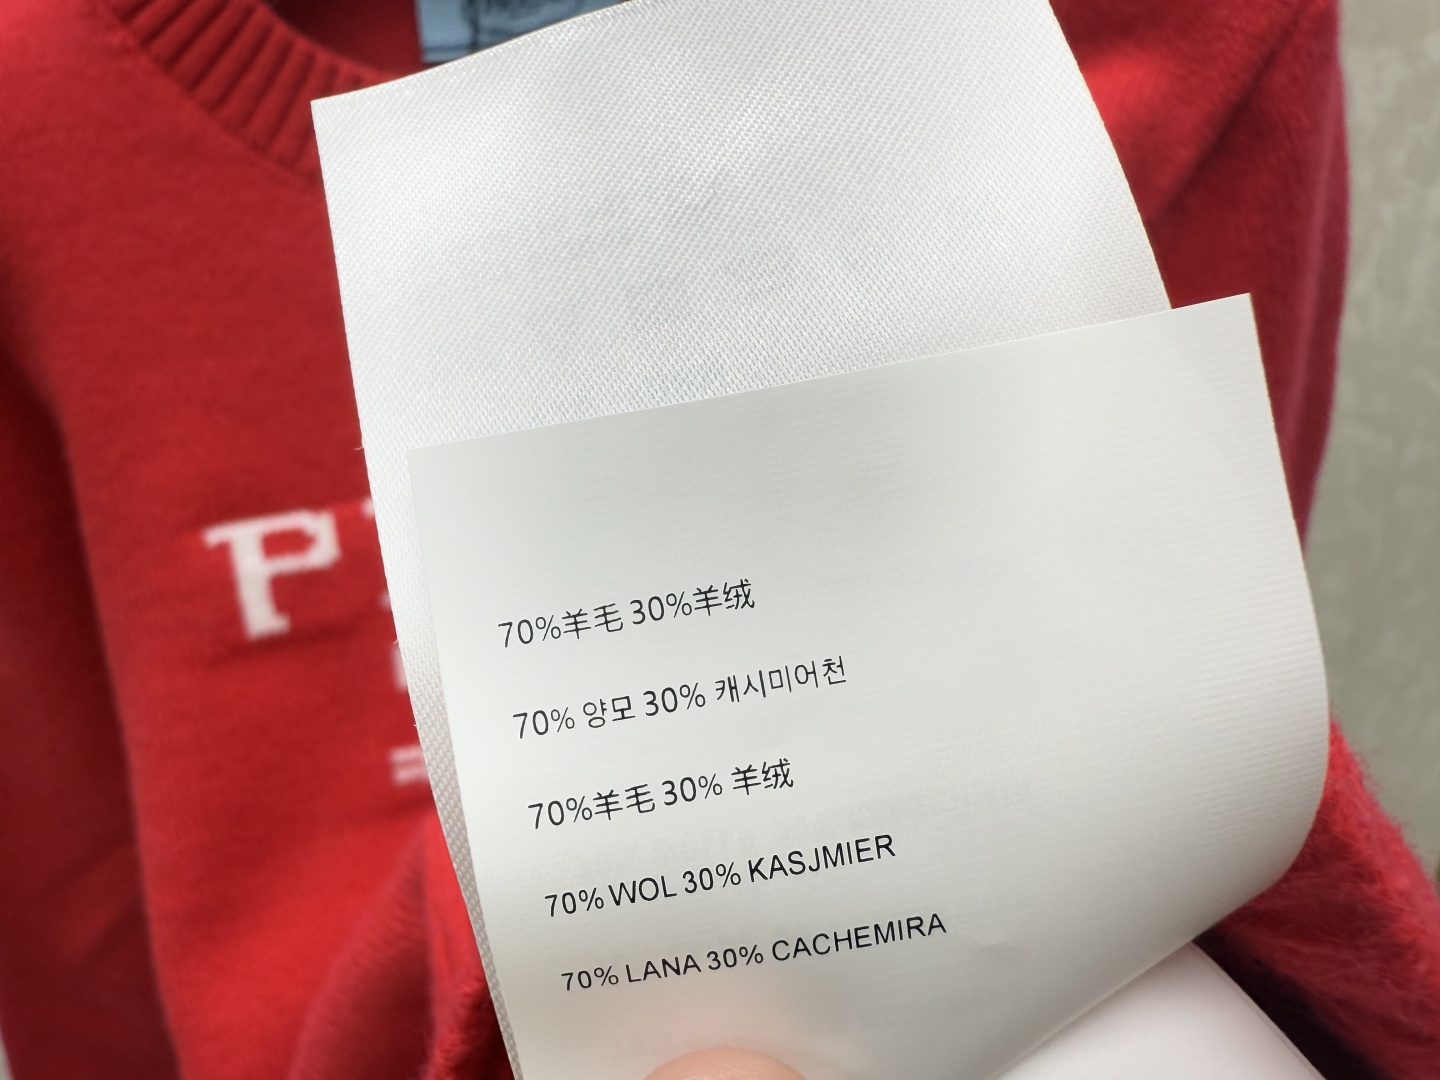 P
70%羊毛 30%羊绒
70% 양모 30% 캐시미어천
70%羊毛 30% 羊绒
70% WOL 30% KASJMIER
70% LANA 30% CACHEMIRA